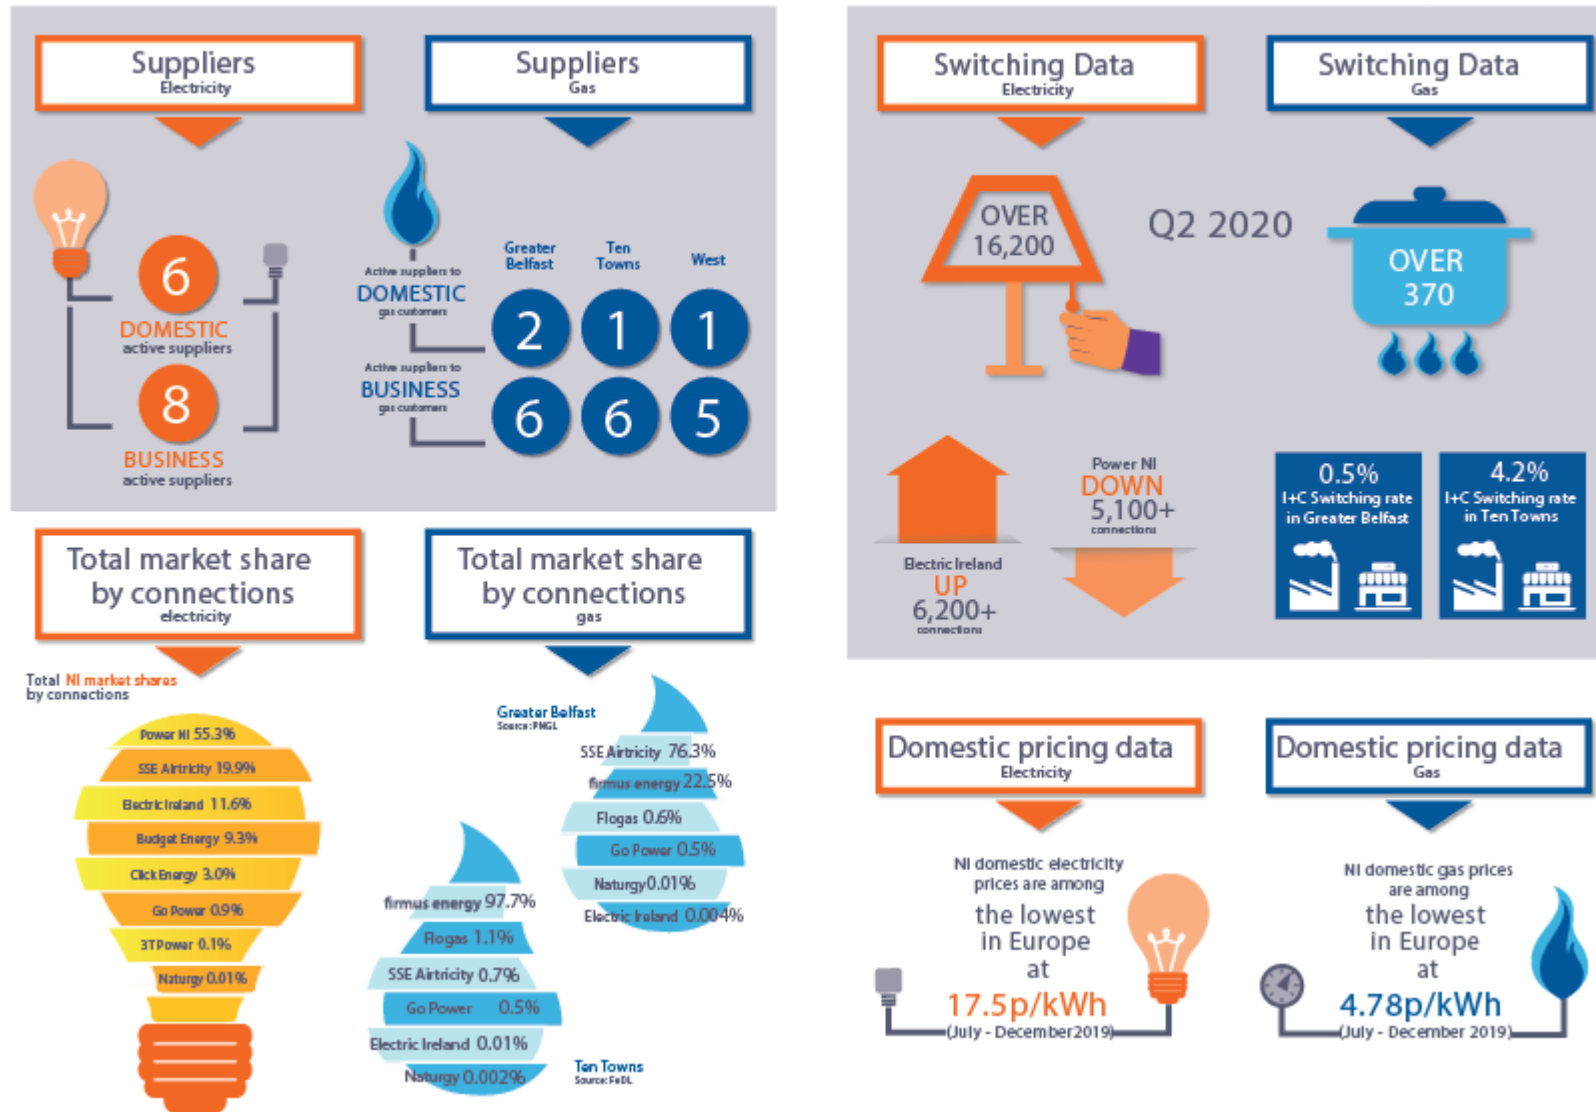 Suppliers
Electricity
Suppliers
Gas
6
DOMESTIC
active suppliers
8
BUSINESS
active suppliers
Greater
Belfast
Ten
Towns
West
Active suppliers to
DOMESTIC
gas customers
2 1 1
Active suppliers to
BUSINESS
gas customers
6 6 5
Switching Data
Electricity
Switching Data
Gas
OVER
16,200
Q2 2020
OVER
370
Electric Ireland
UP
6,200+
connections
Power NI
DOWN
5,100+
connections
0.5%
I+C Switching rate
in Greater Belfast
4.2%
I+C Switching rate
in Ten Towns
Total market share
by connections
electricity
Total market share
by connections
gas
Total NI market shares
by connections
Power NI 55.3%
SSE Airtricity 19.9%
Electric Ireland 11.6%
Budget Energy 9.3%
Click Energy 3.0%
Go Power 0.9%
3T Power 0.1%
Naturgy 0.01%
Greater Belfast
Source: PNGL
SSE Airtricity 76.3%
firmus energy 22.5%
Flogas 0.6%
Go Power 0.5%
Naturgy 0.01%
Electric Ireland 0.004%
firmus energy 97.7%
Flogas 1.1%
SSE Airtricity 0.7%
Go Power 0.5%
Electric Ireland 0.01%
Naturgy 0.002%
Ten Towns
Source: FeDL
Domestic pricing data
Electricity
Domestic pricing data
Gas
NI domestic electricity
prices are among
the lowest
in Europe
at
17.5p/kWh
(July - December 2019)
NI domestic gas prices
are among
the lowest
in Europe
at
4.78p/kWh
(July - December 2019)